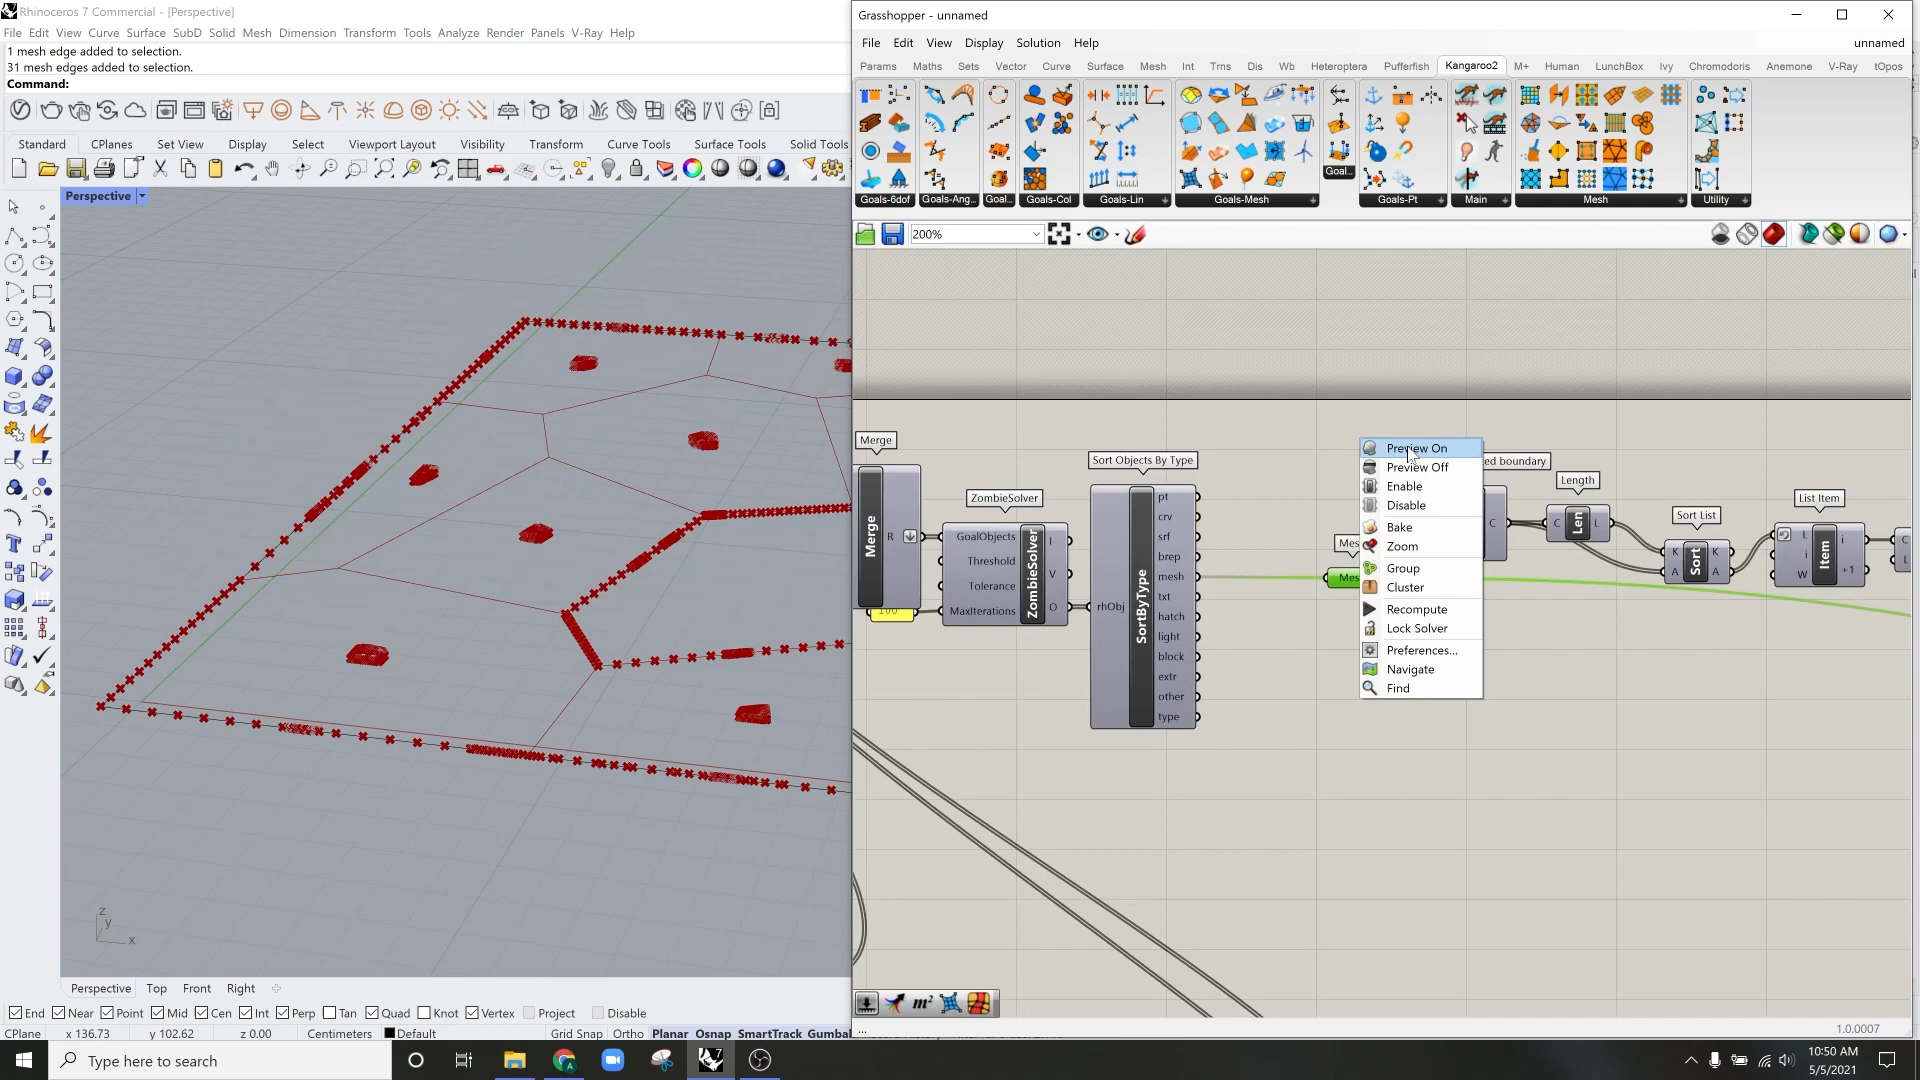 Rhinoceros 7 Commercial - [Perspective]
File Edit View Curve Surface SubD Solid Mesh Dimension Transform Tools Analyze Render Panels V-Ray Help
1 mesh edge added to selection.
31 mesh edges added to selection.
Command:
Standard CPlanes Set View Display Select Viewport Layout Visibility Transform Curve Tools Surface Tools Solid Tools
Perspective
z
y
x
Perspective Top Front Right
End Near Point Mid Cen Int Perp Tan Quad Knot Vertex Project Disable
CPlane x 136.73 y 102.62 z 0.00 Centimeters Default Grid Snap Ortho Planar Osnap SmartTrack Gumbal
Grasshopper - unnamed
File Edit View Display Solution Help unnamed
Params Maths Sets Vector Curve Surface Mesh Int Trns Dis Wb Heteroptera Pufferfish Kangaroo2 M+ Human LunchBox Ivy Chromodoris Anemone V-Ray tOpos
Goals-6dof Goals-Ang... Goal... Goals-Col Goals-Lin Goals-Mesh Goal... Goals-Pt Main Mesh Utility
200%
Merge
Merge R
100
ZombieSolver
GoalObjects
Threshold
Tolerance
MaxIterations
ZombieSolver
I
V
O
Sort Objects By Type
rhObj
SortByType
pt
crv
srf
brep
mesh
txt
hatch
light
block
extr
other
type
Mes
Mes
Preview On
Preview Off
Enable
Disable
Bake
Zoom
Group
Cluster
Recompute
Lock Solver
Preferences...
Navigate
Find
ed boundary
C
Length
C Len L
Sort List
K Sort K
A A
List Item
L Item i
i +1
W
C
L
m²
...
1.0.0007
Type here to search
10:50 AM
5/5/2021